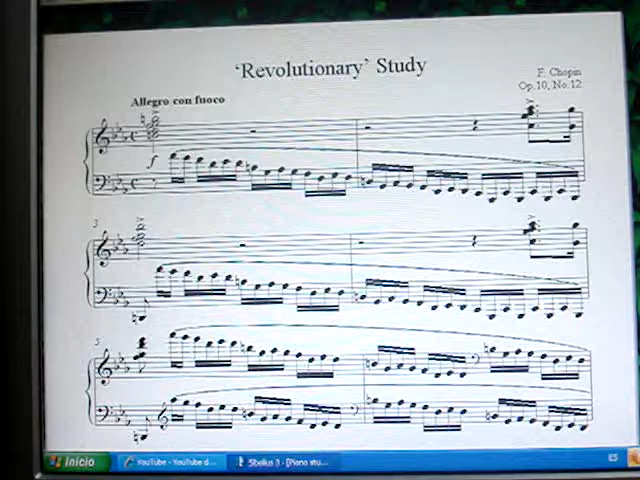 'Revolutionary' Study
F. Chopin
Op.10, No.12
Allegro con fuoco
f
3
5
Inicio
YouTube - YouTube d...
Sibelius 3 - [Piano stu...
ES